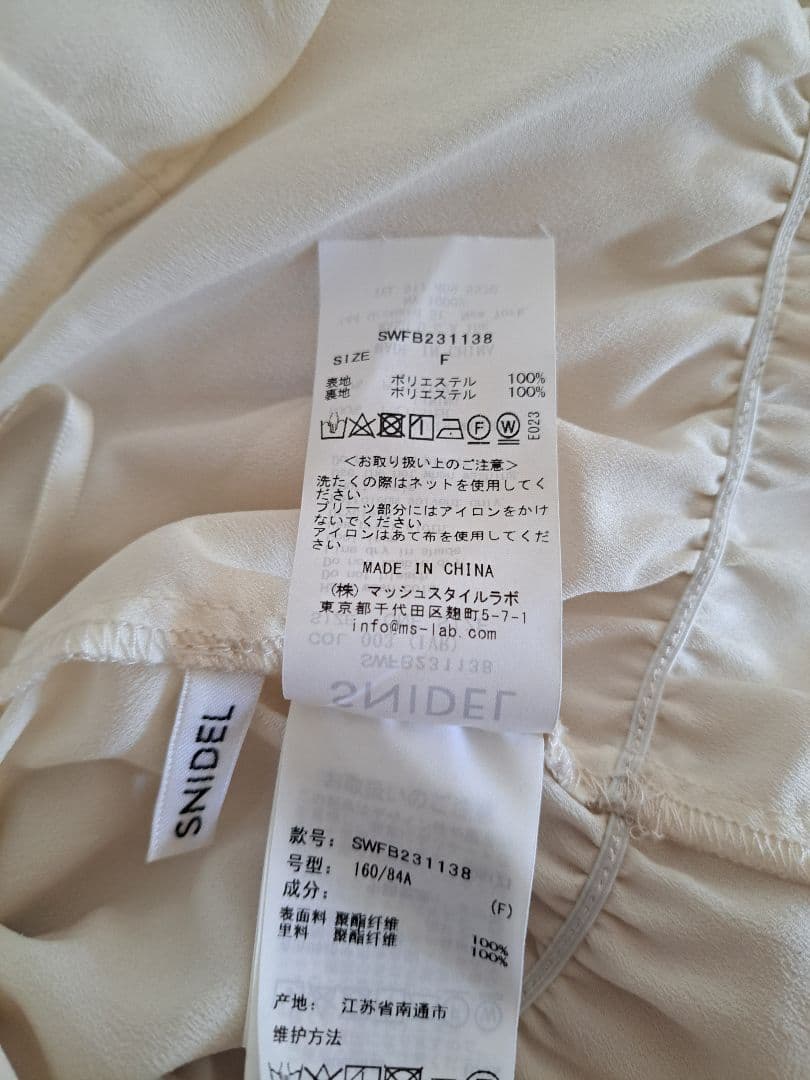 SWFB231138
SIZE F
表地 ポリエステル 100%
裏地 ポリエステル 100%
E023
＜お取り扱い上のご注意＞
洗たくの際はネットを使用してく
ださい
プリーツ部分にはアイロンをかけ
ないでください
アイロンはあて布を使用してくだ
さい
MADE IN CHINA
(株) マッシュスタイルラボ
東京都千代田区麹町5-7-1
info@ms-lab.com
SNIDEL
款号: SWFB231138
号型: 160/84A
成分: (F)
表面料 聚酯纤维 100%
里料 聚酯纤维 100%
产地: 江苏省南通市
维护方法